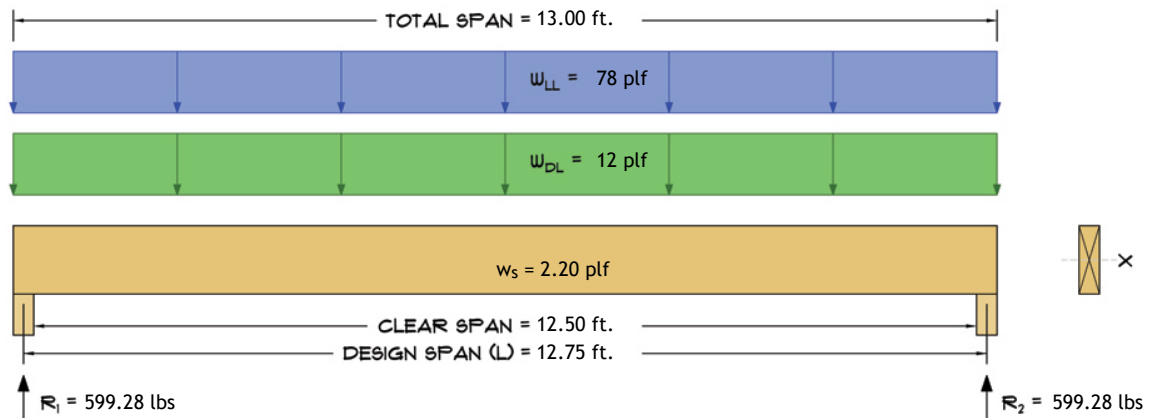 TOTAL SPAN = 13.00 ft.
WLL = 78 plf
WDL = 12 plf
ws = 2.20 plf
X
CLEAR SPAN = 12.50 ft.
DESIGN SPAN (L) = 12.75 ft.
R1 = 599.28 lbs
R2 = 599.28 lbs